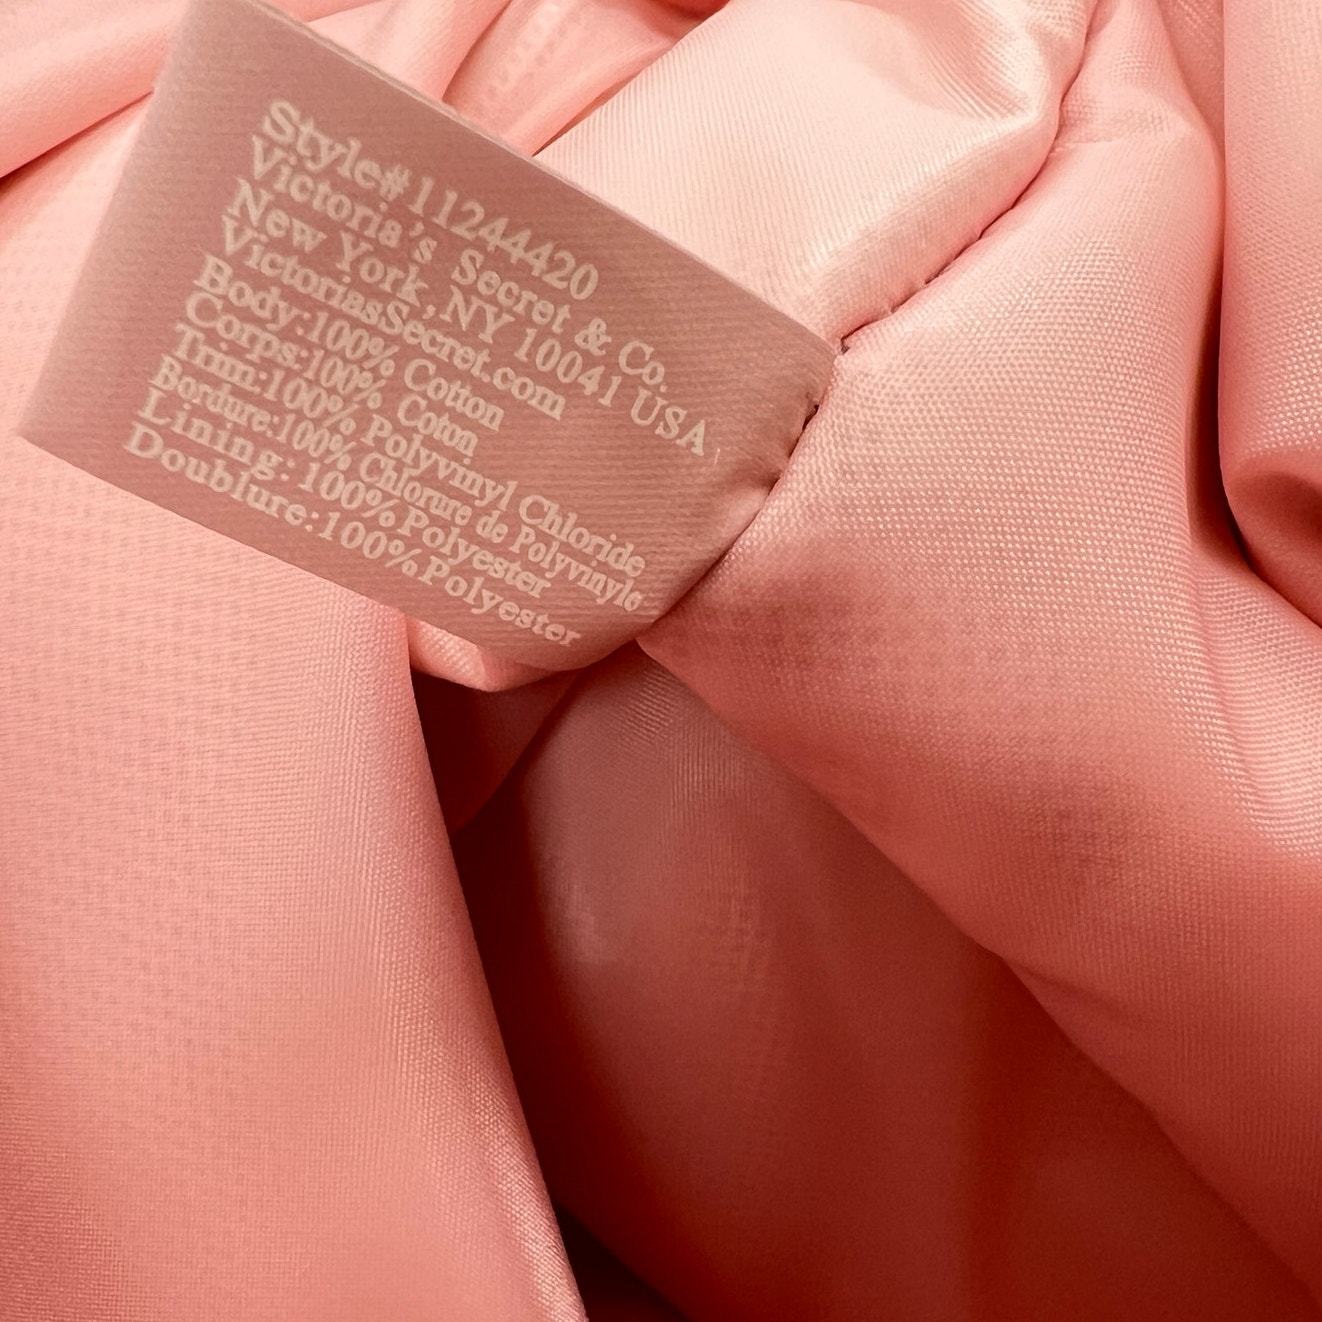 Style#11244420
Victoria's Secret & Co.
New York, NY 10041 USA
VictoriasSecret.com
Body:100% Cotton
Corps:100% Coton
Trim:100% Polyvinyl Chloride
Bordure:100% Chlorure de Polyvinyle
Lining: 100%Polyester
Doublure:100%Polyester